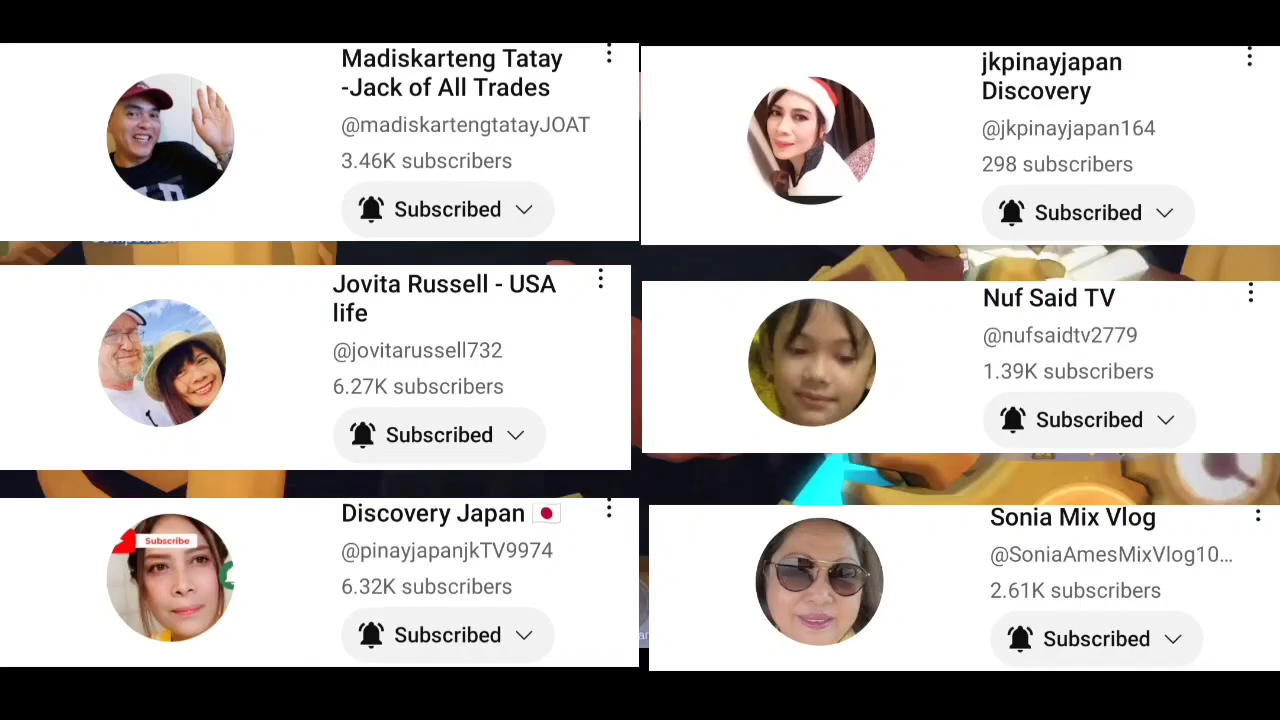 Madiskarteng Tatay
-Jack of All Trades
@madiskartengtatayJOAT
3.46K subscribers
Subscribed
jkpinayjapan
Discovery
@jkpinayjapan164
298 subscribers
Subscribed
Jovita Russell - USA
life
@jovitarussell732
6.27K subscribers
Subscribed
Nuf Said TV
@nufsaidtv2779
1.39K subscribers
Subscribed
Discovery Japan 🇯🇵
@pinayjapanjkTV9974
6.32K subscribers
Subscribed
Subscribe
Sonia Mix Vlog
@SoniaAmesMixVlog10...
2.61K subscribers
Subscribed